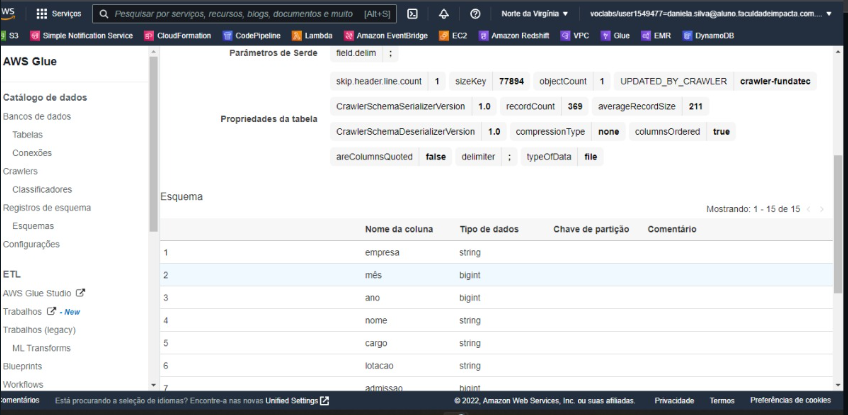 WS
Serviços
Pesquisar por serviços, recursos, blogs, documentos e muito [Alt+S]
Norte da Virgínia ▼
voclabs/user1549477=daniela.silva@aluno.faculdadeimpacta.com.... ▼
S3 Simple Notification Service CloudFormation CodePipeline Lambda Amazon EventBridge EC2 Amazon Redshift VPC Glue EMR DynamoDB
AWS Glue
Catálogo de dados
Bancos de dados
Tabelas
Conexões
Crawlers
Classificadores
Registros de esquema
Esquemas
Configurações
ETL
AWS Glue Studio
Trabalhos - New
Trabalhos (legacy)
ML Transforms
Blueprints
Workflows
Parâmetros de Serde field.delim ;
Propriedades da tabela
skip.header.line.count 1 sizeKey 77894 objectCount 1 UPDATED_BY_CRAWLER crawler-fundatec
CrawlerSchemaSerializerVersion 1.0 recordCount 369 averageRecordSize 211
CrawlerSchemaDeserializerVersion 1.0 compressionType none columnsOrdered true
areColumnsQuoted false delimiter ; typeOfData file
Esquema
Mostrando: 1 - 15 de 15 < >
Nome da coluna Tipo de dados Chave de partição Comentário
1 empresa string
2 mês bigint
3 ano bigint
4 nome string
5 cargo string
6 lotacao string
7 admissao bigint
omentários
Está procurando a seleção de idiomas? Encontre-a nas novas Unified Settings
© 2022, Amazon Web Services, Inc. ou suas afiliadas.
Privacidade Termos Preferências de cookies